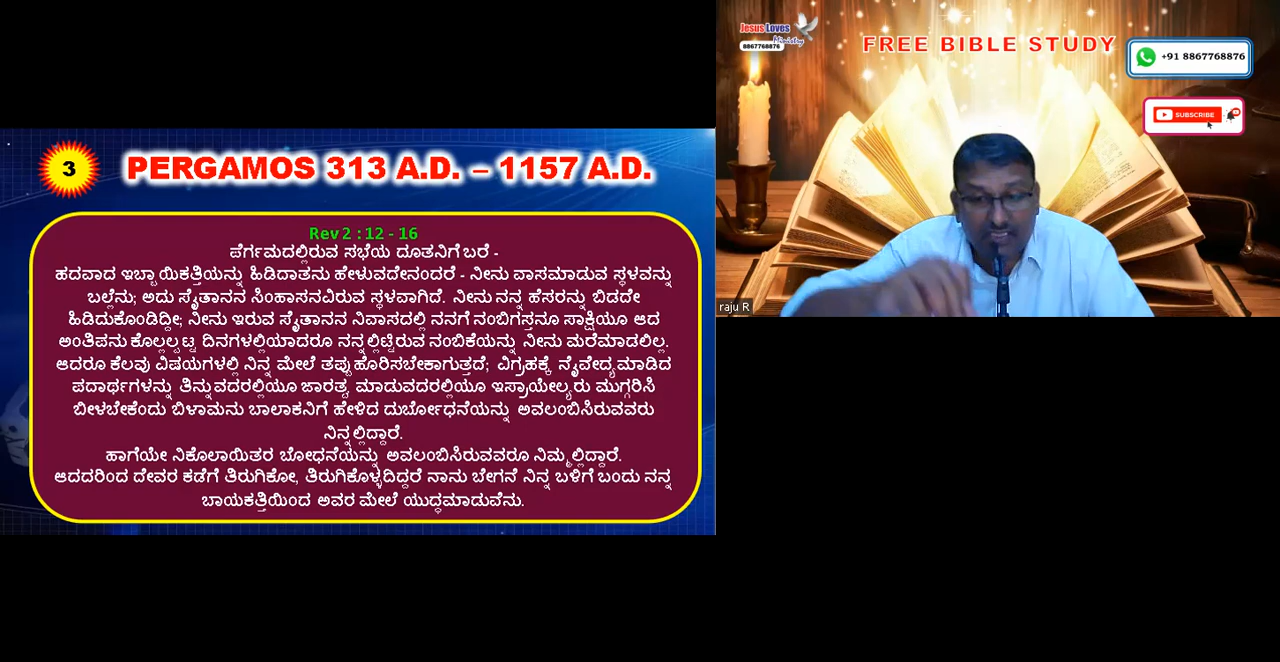 3
PERGAMOS 313 A.D. – 1157 A.D.
Rev 2 : 12 - 16
ಪೆರ್ಗಮದಲ್ಲಿರುವ ಸಭೆಯ ದೂತನಿಗೆ ಬರೆ -
ಹದವಾದ ಇಬ್ಬಾಯಿಕತ್ತಿಯನ್ನು ಹಿಡಿದಾತನು ಹೇಳುವದೇನಂದರೆ - ನೀನು ವಾಸಮಾಡುವ ಸ್ಥಳವನ್ನು
ಬಲ್ಲೆನು; ಅದು ಸೈತಾನನ ಸಿಂಹಾಸನವಿರುವ ಸ್ಥಳವಾಗಿದೆ. ನೀನು ನನ್ನ ಹೆಸರನ್ನು ಬಿಡದೇ
ಹಿಡಿದುಕೊಂಡಿದ್ದೀ; ನೀನು ಇರುವ ಸೈತಾನನ ನಿವಾಸದಲ್ಲಿ ನನಗೆ ನಂಬಿಗಸ್ತನೂ ಸಾಕ್ಷಿಯೂ ಆದ
ಅಂತಿಪನು ಕೊಲ್ಲಲ್ಪಟ್ಟ ದಿನಗಳಲ್ಲಿಯಾದರೂ ನನ್ನಲ್ಲಿಟ್ಟಿರುವ ನಂಬಿಕೆಯನ್ನು ನೀನು ಮರೆಮಾಡಲಿಲ್ಲ.
ಆದರೂ ಕೆಲವು ವಿಷಯಗಳಲ್ಲಿ ನಿನ್ನ ಮೇಲೆ ತಪ್ಪುಹೊರಿಸಬೇಕಾಗುತ್ತದೆ; ವಿಗ್ರಹಕ್ಕೆ ನೈವೇದ್ಯಮಾಡಿದ
ಪದಾರ್ಥಗಳನ್ನು ತಿನ್ನುವದರಲ್ಲಿಯೂ ಜಾರತ್ವ ಮಾಡುವದರಲ್ಲಿಯೂ ಇಸ್ರಾಯೇಲ್ಯರು ಮುಗ್ಗರಿಸಿ
ಬೀಳಬೇಕೆಂದು ಬಿಳಾಮನು ಬಾಲಾಕನಿಗೆ ಹೇಳಿದ ದುರ್ಬೋಧನೆಯನ್ನು ಅವಲಂಬಿಸಿರುವವರು
ನಿನ್ನಲ್ಲಿದ್ದಾರೆ.
ಹಾಗೆಯೇ ನಿಕೊಲಾಯಿತರ ಬೋಧನೆಯನ್ನು ಅವಲಂಬಿಸಿರುವವರೂ ನಿಮ್ಮಲ್ಲಿದ್ದಾರೆ.
ಆದದರಿಂದ ದೇವರ ಕಡೆಗೆ ತಿರುಗಿಕೋ, ತಿರುಗಿಕೊಳ್ಳದಿದ್ದರೆ ನಾನು ಬೇಗನೆ ನಿನ್ನ ಬಳಿಗೆ ಬಂದು ನನ್ನ
ಬಾಯಕತ್ತಿಯಿಂದ ಅವರ ಮೇಲೆ ಯುದ್ಧಮಾಡುವೆನು.
Jesus Loves
Ministry
8867768876
FREE BIBLE STUDY
+91 8867768876
SUBSCRIBE
raju R